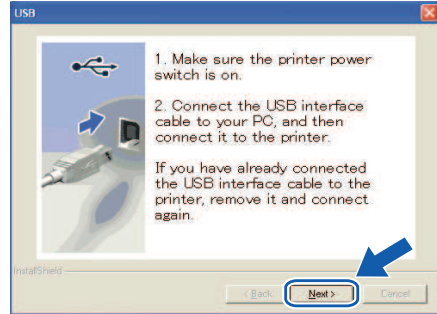 USB
1. Make sure the printer power
switch is on.
2. Connect the USB interface
cable to your PC, and then
connect it to the printer.
If you have already connected
the USB interface cable to the
printer, remove it and connect
again.
InstallShield
< Back
Next >
Cancel